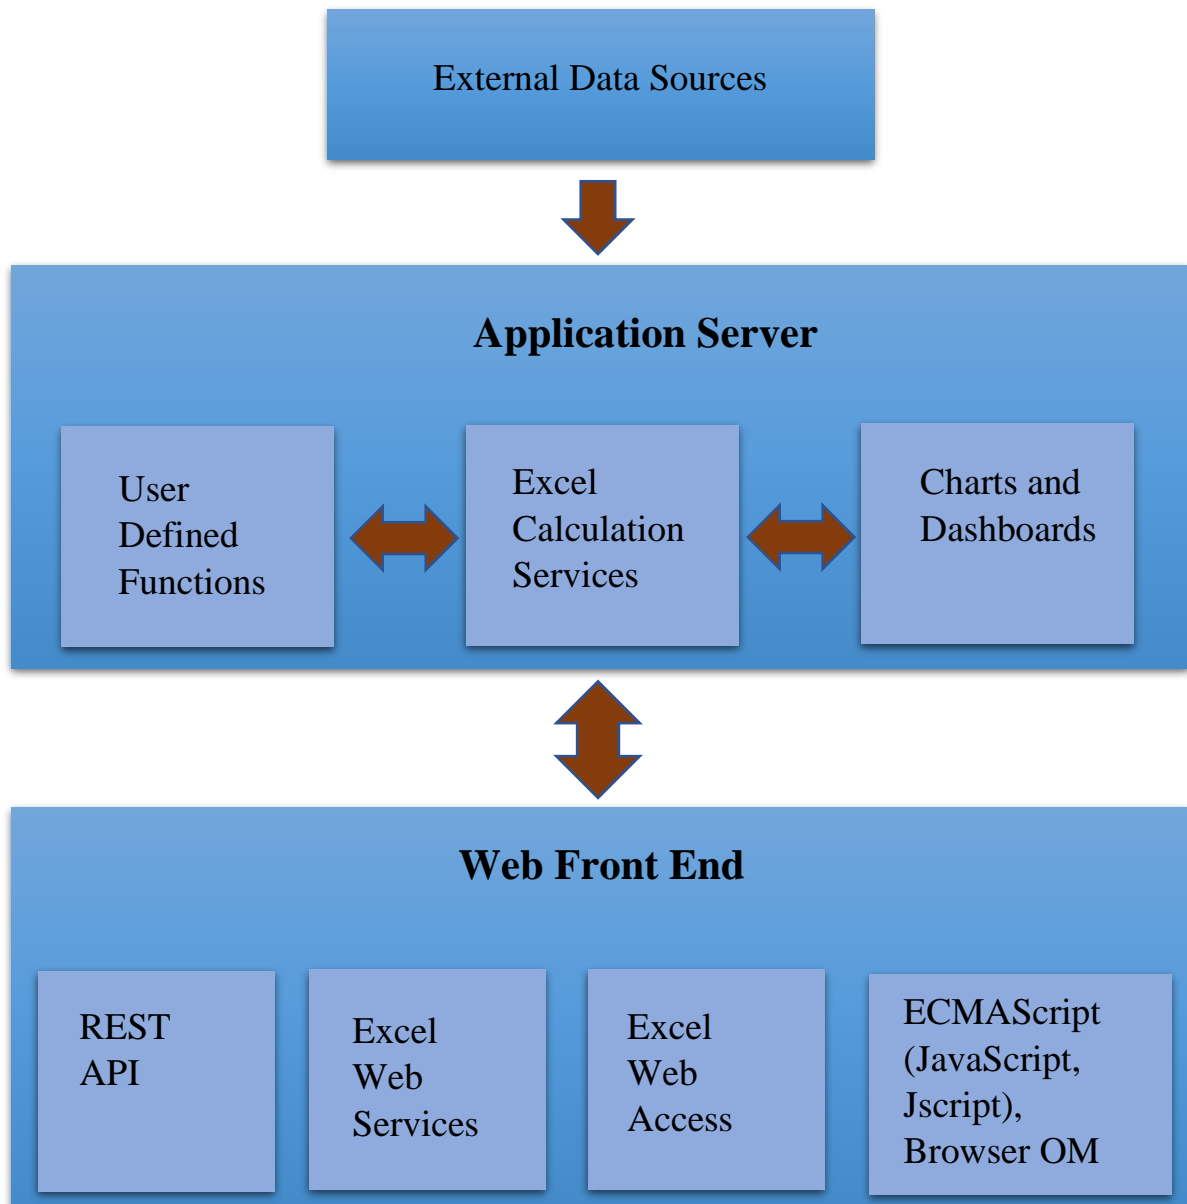 External Data Sources
Application Server
User
Defined
Functions
Excel
Calculation
Services
Charts and
Dashboards
Web Front End
REST
API
Excel
Web
Services
Excel
Web
Access
ECMAScript
(JavaScript,
Jscript),
Browser OM